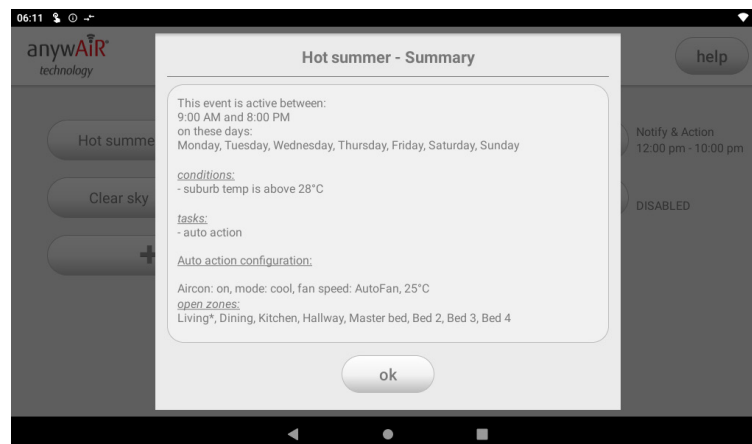 06:11
anywAiR
technology
help
Hot summer - Summary
This event is active between:
9:00 AM and 8:00 PM
on these days:
Monday, Tuesday, Wednesday, Thursday, Friday, Saturday, Sunday
conditions:
- suburb temp is above 28°C
tasks:
- auto action
Auto action configuration:
Aircon: on, mode: cool, fan speed: AutoFan, 25°C
open zones:
Living*, Dining, Kitchen, Hallway, Master bed, Bed 2, Bed 3, Bed 4
ok
Hot summe
Notify & Action
12:00 pm - 10:00 pm
Clear sky
DISABLED
+